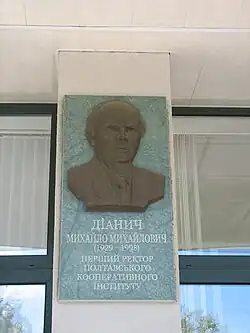 ДІАНИЧ
МИХАЙЛО МИХАЙЛОВИЧ
(1929 - 1998)
ПЕРШИЙ РЕКТОР
ПОЛТАВСЬКОГО
КООПЕРАТИВНОГО
ІНСТИТУТУ